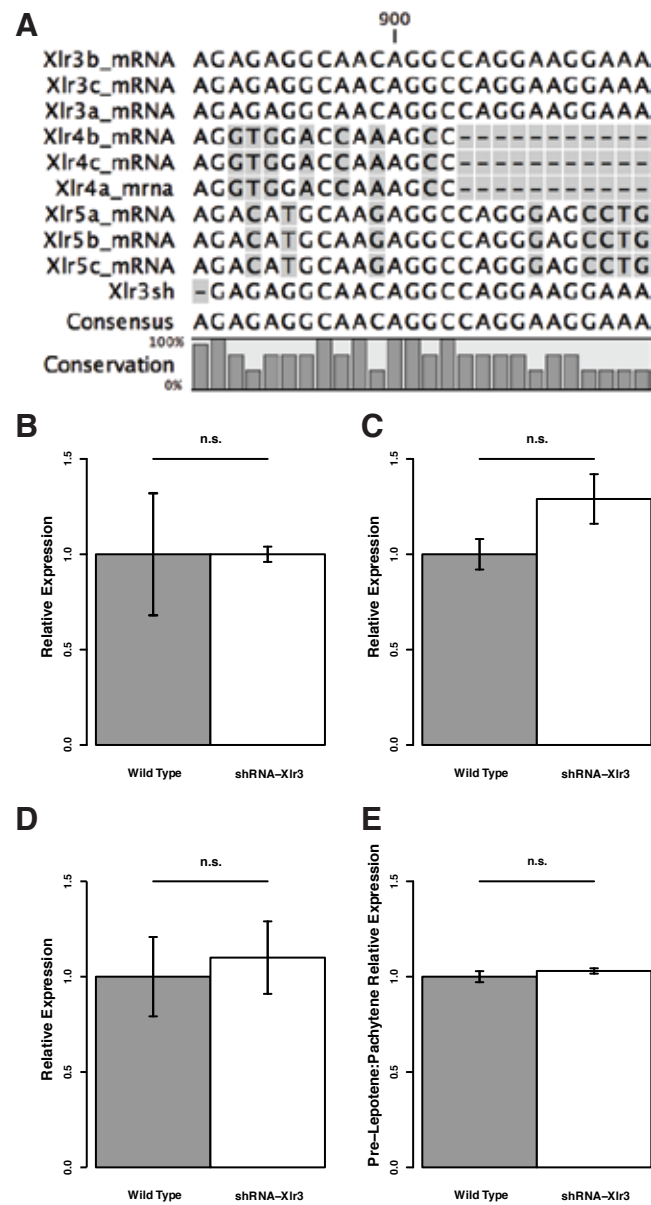 A
900
Xlr3b_mRNA AGAGAGGCAACAGGCCAGGAAGGAAA
Xlr3c_mRNA AGAGAGGCAACAGGCCAGGAAGGAAA
Xlr3a_mRNA AGAGAGGCAACAGGCCAGGAAGGAAA
Xlr4b_mRNA AGGTGGACCAAAGCC-----------
Xlr4c_mRNA AGGTGGACCAAAGCC-----------
Xlr4a_mrna AGGTGGACCAAAGCC-----------
Xlr5a_mRNA AGACATGCAAGAGGCCAGGGAGCCTG
Xlr5b_mRNA AGACATGCAAGAGGCCAGGGAGCCTG
Xlr5c_mRNA AGACATGCAAGAGGCCAGGGAGCCTG
Xlr3sh -GAGAGGCAACAGGCCAGGAAGGAAA
Consensus AGAGAGGCAACAGGCCAGGAAGGAAA
100%
Conservation
0%
B
n.s.
Relative Expression
1.5
1.0
0.5
0.0
Wild Type shRNA–Xlr3
C
n.s.
Relative Expression
1.5
1.0
0.5
0.0
Wild Type shRNA–Xlr3
D
n.s.
Relative Expression
1.5
1.0
0.5
0.0
Wild Type shRNA–Xlr3
E
n.s.
Pre–Lepotene:Pachytene Relative Expression
1.5
1.0
0.5
0.0
Wild Type shRNA–Xlr3